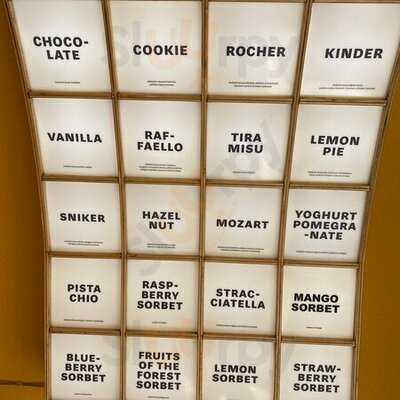 CHOCO-
LATE
COOKIE
ROCHER
KINDER
VANILLA
RAF-
FAELLO
TIRA
MISU
LEMON
PIE
SNIKER
HAZEL
NUT
MOZART
YOGHURT
POMEGRA
-NATE
PISTA
CHIO
RASP-
BERRY
SORBET
STRAC-
CIATELLA
MANGO
SORBET
BLUE-
BERRY
SORBET
FRUITS
OF THE
FOREST
SORBET
LEMON
SORBET
STRAW-
BERRY
SORBET